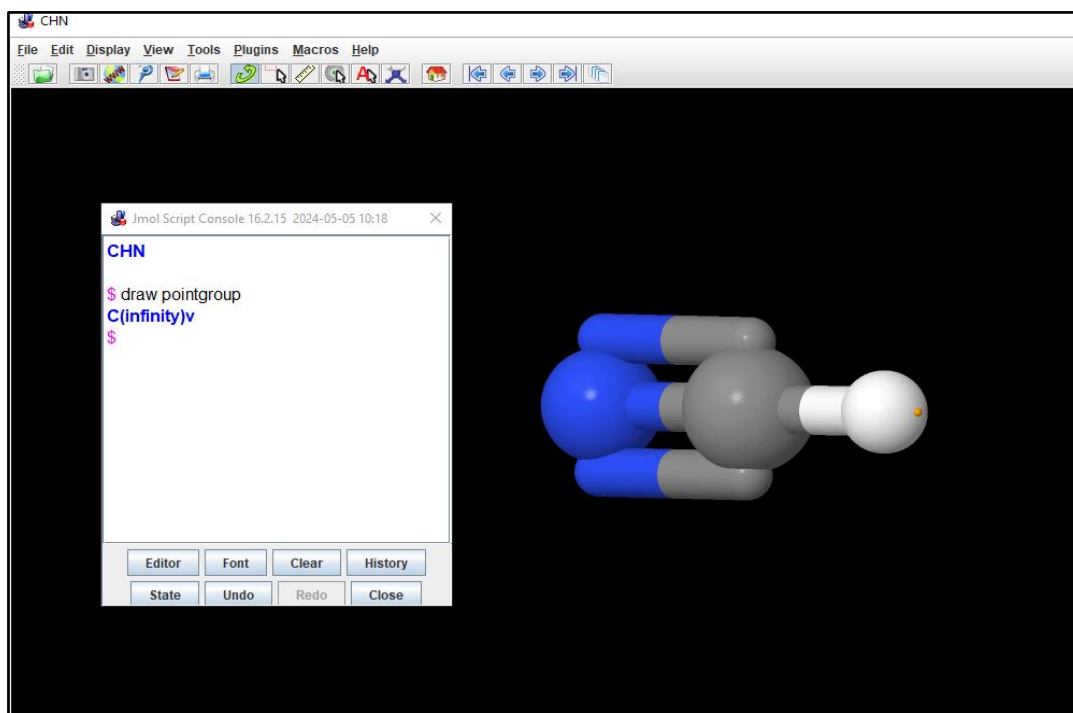 CHN
File Edit Display View Tools Plugins Macros Help
Jmol Script Console 16.2.15 2024-05-05 10:18
CHN
$ draw pointgroup
C(infinity)v
$
Editor Font Clear History
State Undo Redo Close